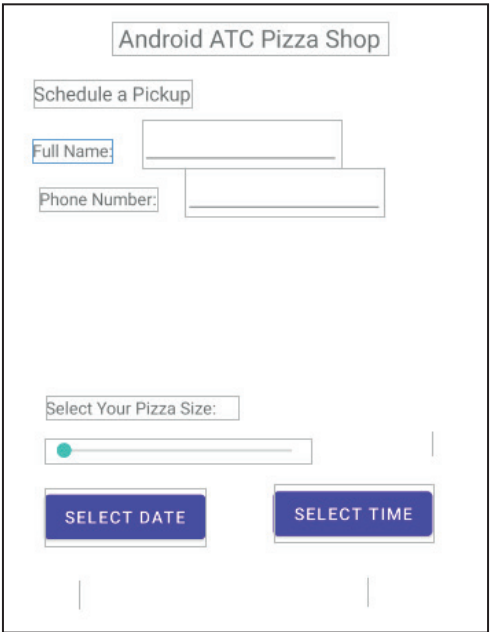 Android ATC Pizza Shop
Schedule a Pickup
Full Name:
Phone Number:
Select Your Pizza Size:
SELECT DATE
SELECT TIME